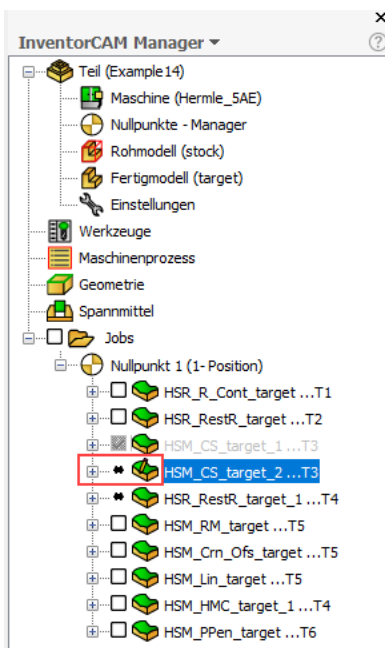 InventorCAM Manager
Teil (Example14)
Maschine (Hermle_5AE)
Nullpunkte - Manager
Rohmodell (stock)
Fertigmodell (target)
Einstellungen
Werkzeuge
Maschinenprozess
Geometrie
Spannmittel
Jobs
Nullpunkt 1 (1- Position)
HSR_R_Cont_target ...T1
HSR_RestR_target ...T2
HSM_CS_target_1 ...T3
HSM_CS_target_2 ...T3
HSR_RestR_target_1 ...T4
HSM_RM_target ...T5
HSM_Crn_Ofs_target ...T5
HSM_Lin_target ...T5
HSM_HMC_target_1 ...T4
HSM_PPen_target ...T6